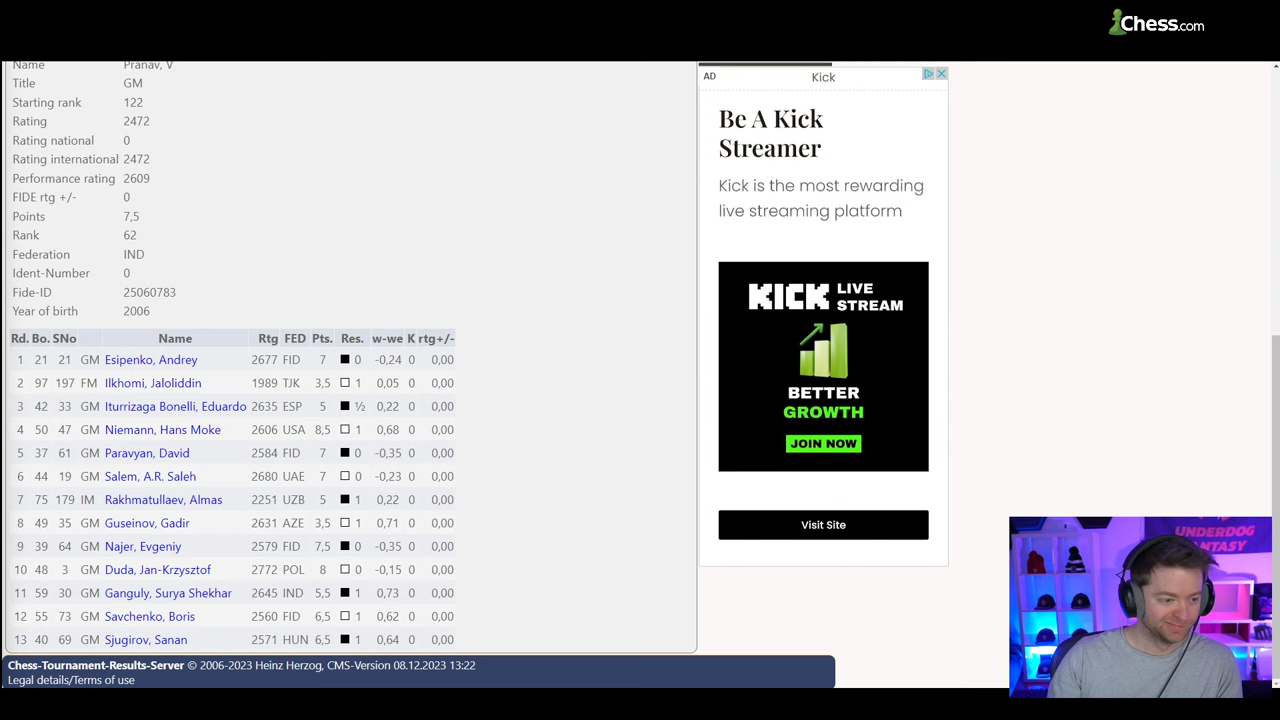 Chess.com
Name Pranav, V
Title GM
Starting rank 122
Rating 2472
Rating national 0
Rating international 2472
Performance rating 2609
FIDE rtg +/- 0
Points 7,5
Rank 62
Federation IND
Ident-Number 0
Fide-ID 25060783
Year of birth 2006
Rd. Bo. SNo Name Rtg FED Pts. Res. w-we K rtg+/-
1 21 21 GM Esipenko, Andrey 2677 FID 7 0 -0,24 0 0,00
2 97 197 FM Ilkhomi, Jaloliddin 1989 TJK 3,5 1 0,05 0 0,00
3 42 33 GM Iturrizaga Bonelli, Eduardo 2635 ESP 5 ½ 0,22 0 0,00
4 50 47 GM Niemann, Hans Moke 2606 USA 8,5 1 0,68 0 0,00
5 37 61 GM Paravyan, David 2584 FID 7 0 -0,35 0 0,00
6 44 19 GM Salem, A.R. Saleh 2680 UAE 7 0 -0,23 0 0,00
7 75 179 IM Rakhmatullaev, Almas 2251 UZB 5 1 0,22 0 0,00
8 49 35 GM Guseinov, Gadir 2631 AZE 3,5 1 0,71 0 0,00
9 39 64 GM Najer, Evgeniy 2579 FID 7,5 0 -0,35 0 0,00
10 48 3 GM Duda, Jan-Krzysztof 2772 POL 8 0 -0,15 0 0,00
11 59 30 GM Ganguly, Surya Shekhar 2645 IND 5,5 1 0,73 0 0,00
12 55 73 GM Savchenko, Boris 2560 FID 6,5 1 0,62 0 0,00
13 40 69 GM Sjugirov, Sanan 2571 HUN 6,5 1 0,64 0 0,00
Chess-Tournament-Results-Server © 2006-2023 Heinz Herzog, CMS-Version 08.12.2023 13:22
Legal details/Terms of use
AD Kick
Be A Kick
Streamer
Kick is the most rewarding
live streaming platform
KICK LIVE
STREAM
BETTER
GROWTH
JOIN NOW
Visit Site
UNDERDOG
FANTASY